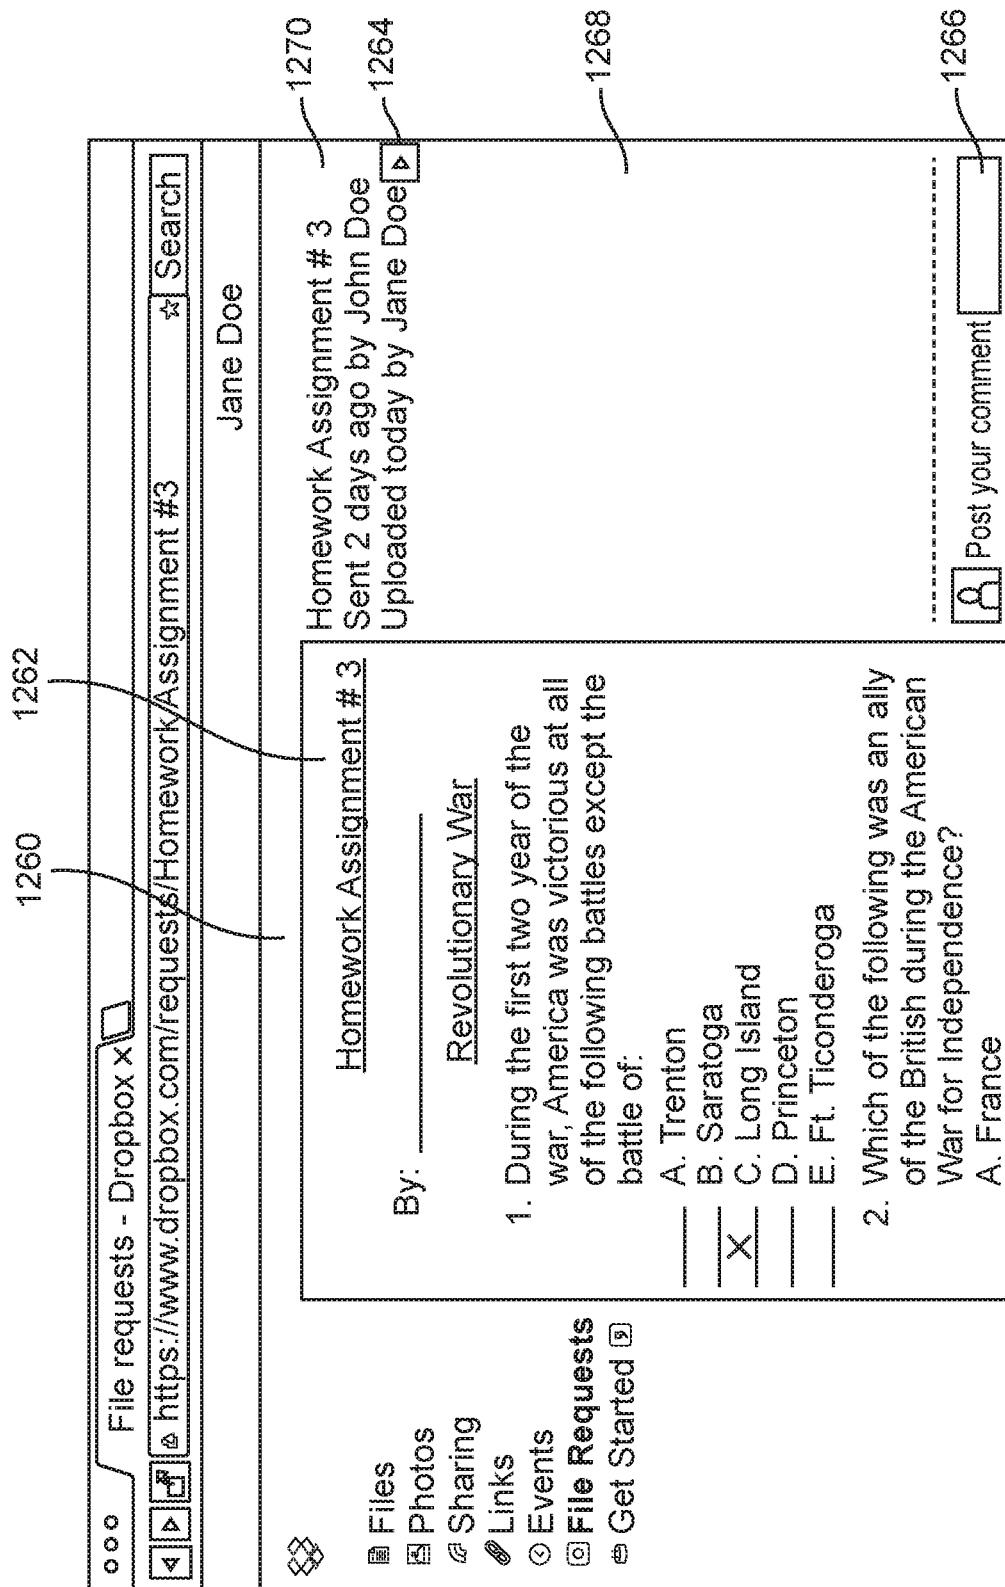 1260
1262
File requests - Dropbox x
https://www.dropbox.com/requests/Homework Assignment #3
Search
Jane Doe
Files
Photos
Sharing
Links
Events
File Requests
Get Started 9
Homework Assignment # 3
By:
Revolutionary War
1. During the first two year of the
war, America was victorious at all
of the following battles except the
battle of:
A. Trenton
B. Saratoga
X C. Long Island
D. Princeton
E. Ft. Ticonderoga
2. Which of the following was an ally
of the British during the American
War for Independence?
A. France
Homework Assignment # 3
Sent 2 days ago by John Doe
Uploaded today by Jane Doe
Post your comment
1270
1264
1268
1266